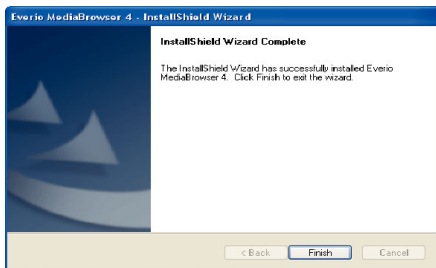 Everio MediaBrowser 4 - InstallShield Wizard
InstallShield Wizard Complete
The InstallShield Wizard has successfully installed Everio
MediaBrowser 4. Click Finish to exit the wizard.
< Back
Finish
Cancel